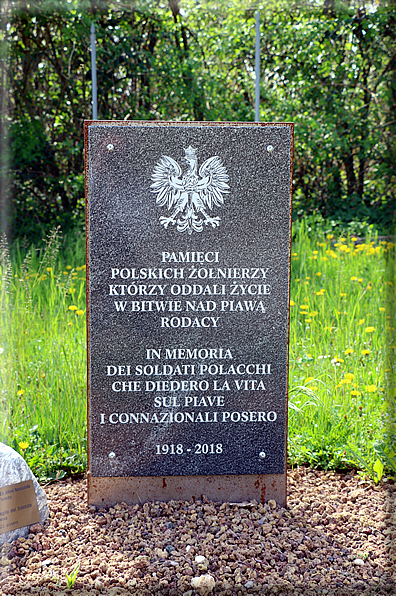 PAMIĘCI
POLSKICH ŻOŁNIERZY
KTÓRZY ODDALI ŻYCIE
W BITWIE NAD PIAWĄ
RODACY
IN MEMORIA
DEI SOLDATI POLACCHI
CHE DIEDERO LA VITA
SUL PIAVE
I CONNAZIONALI POSERO
1918 - 2018